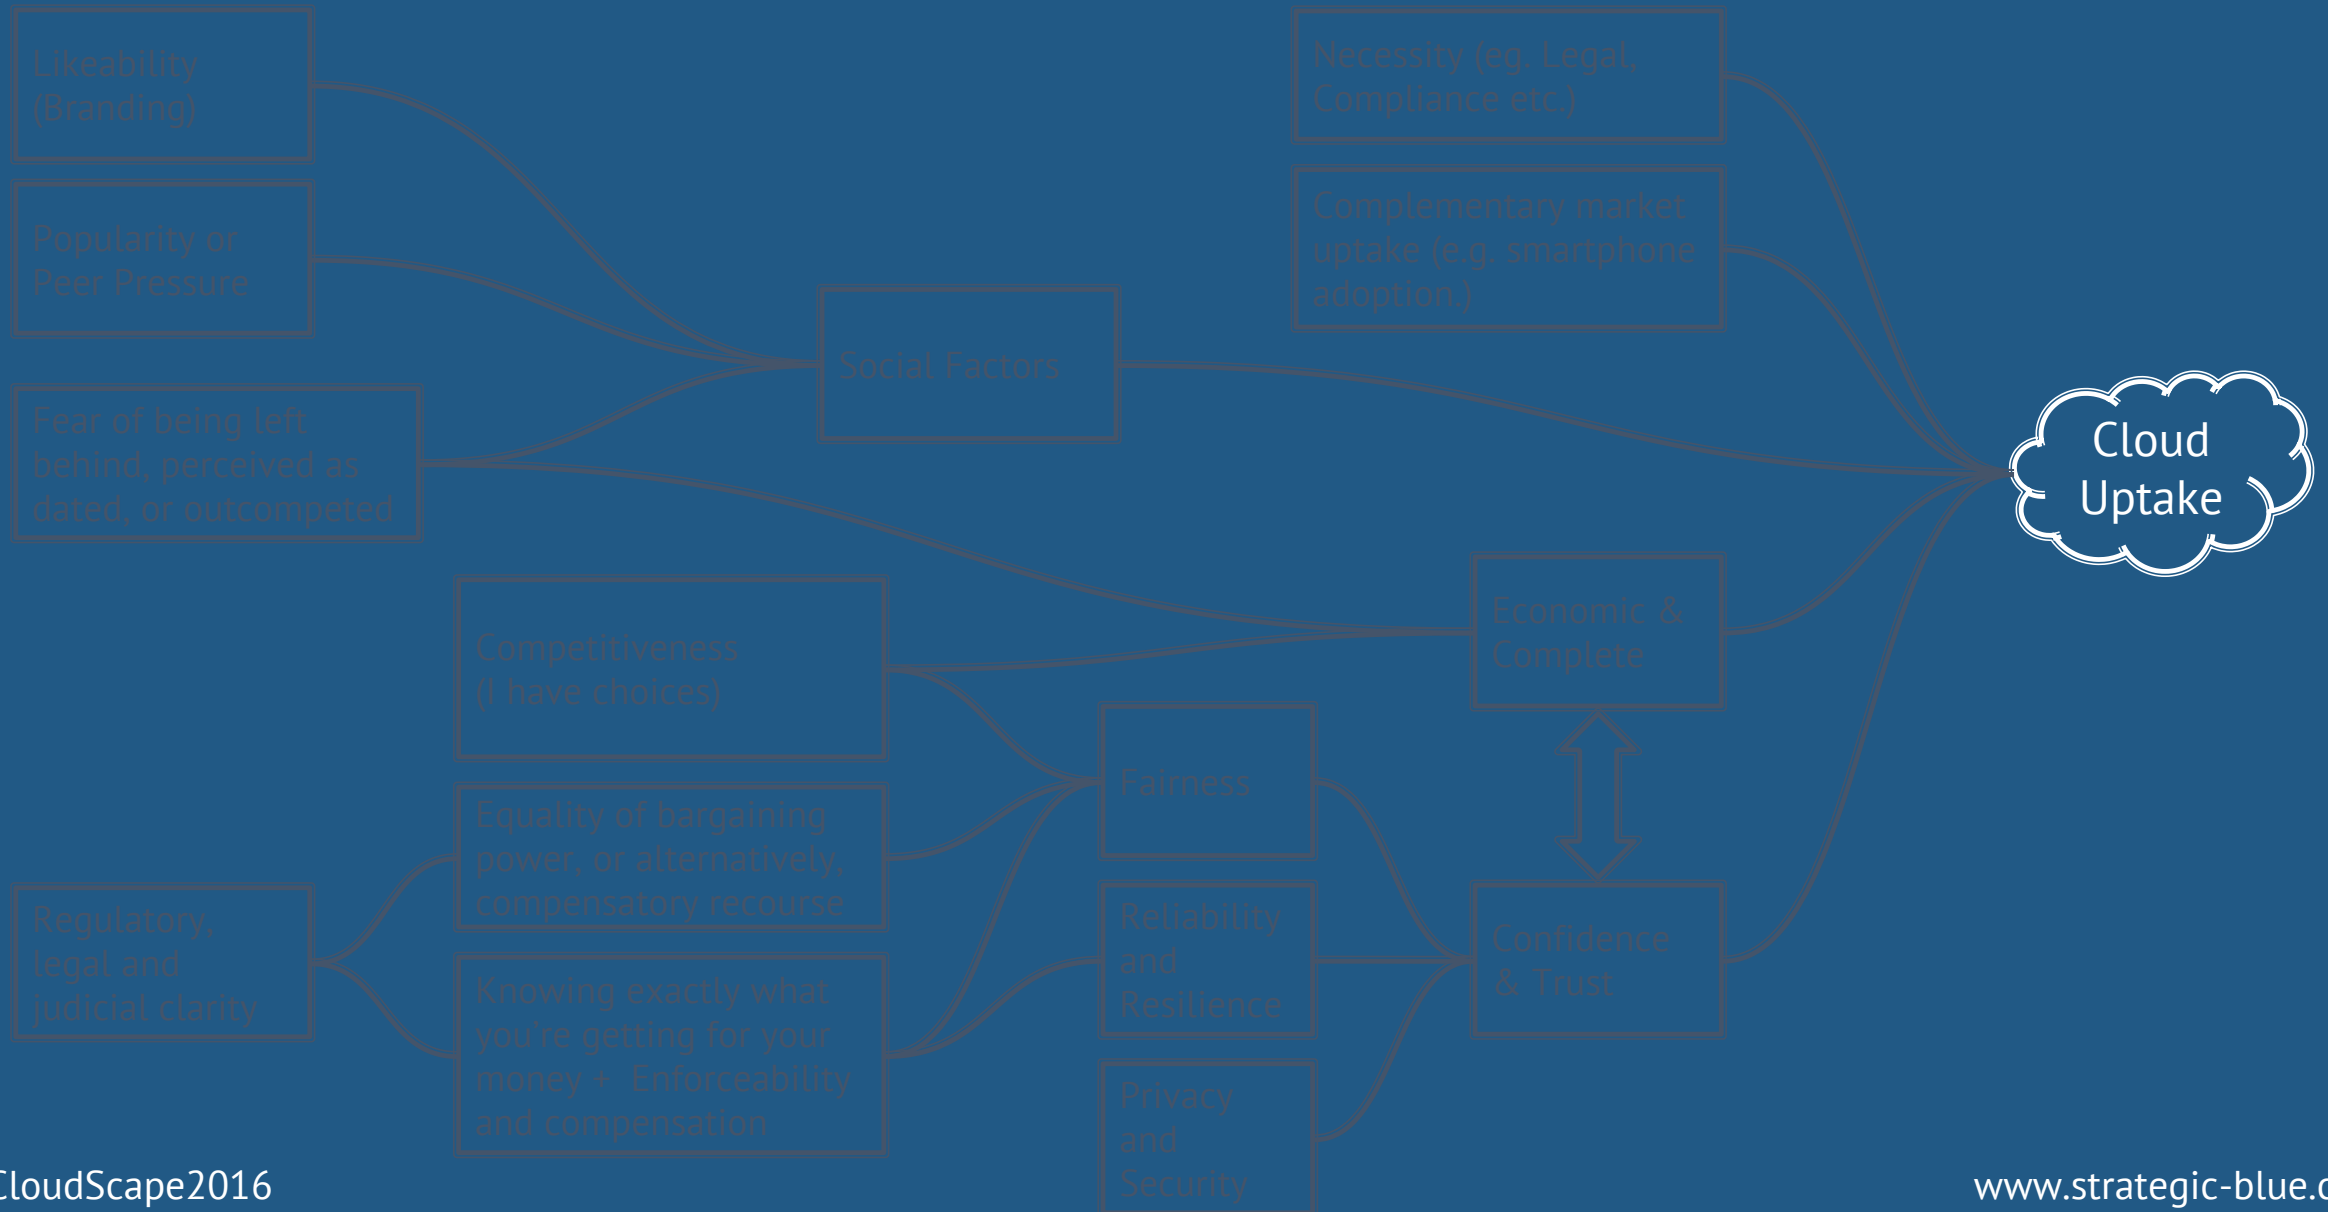 Likeability
(Branding)
Popularity or
Peer Pressure
Fear of being left
behind, perceived as
dated, or outcompeted
Regulatory,
legal and
judicial clarity
Competitiveness
(I have choices)
Equality of bargaining
power, or alternatively,
compensatory recourse
Knowing exactly what
you're getting for your
money +  Enforceability
and compensation
Social Factors
Fairness
Reliability
and
Resilience
Privacy
and
Security
Necessity (eg. Legal,
Compliance etc.)
Complementary market
uptake (e.g. smartphone
adoption.)
Economic &
Complete
Confidence
& Trust
Cloud
Uptake
CloudScape2016
www.strategic-blue.c